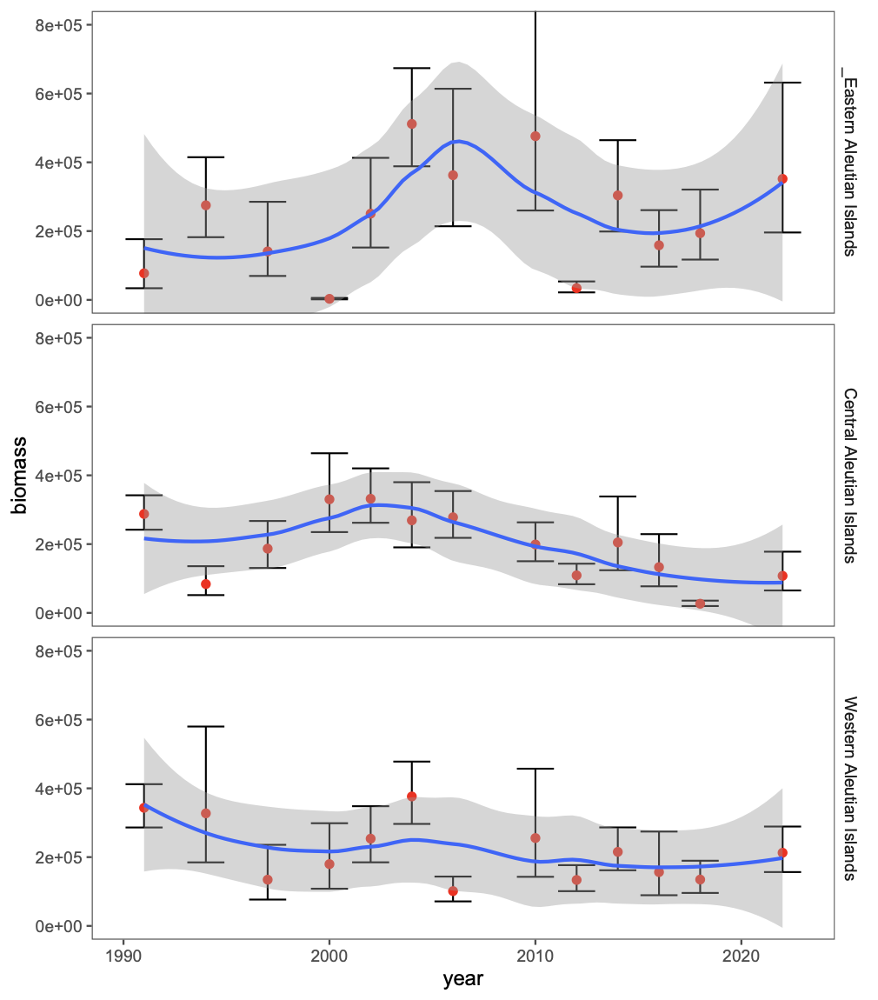 8e+05
6e+05
4e+05
2e+05
0e+00
_Eastern Aleutian Islands
8e+05
6e+05
4e+05
2e+05
0e+00
Central Aleutian Islands
biomass
8e+05
6e+05
4e+05
2e+05
0e+00
Western Aleutian Islands
1990 2000 2010 2020
year